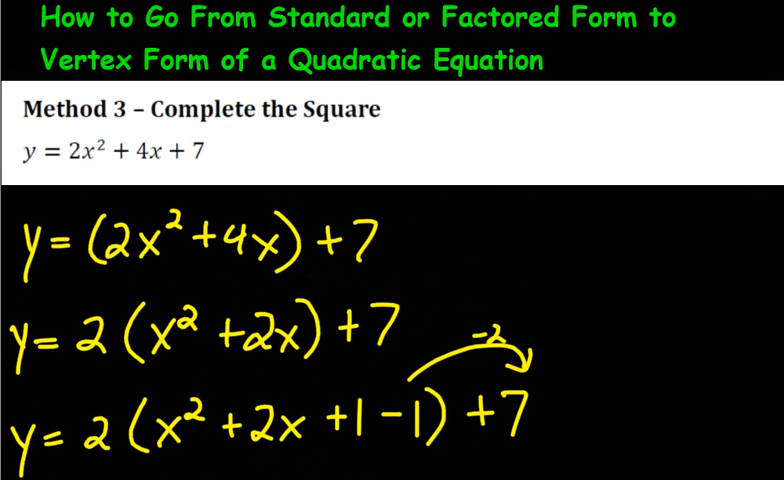 How to Go From Standard or Factored Form to
Vertex Form of a Quadratic Equation
Method 3 – Complete the Square
y = 2x² + 4x + 7
y = (2x² + 4x) + 7
y = 2 (x² + 2x) + 7
-2
y = 2 (x² + 2x + 1 - 1) + 7